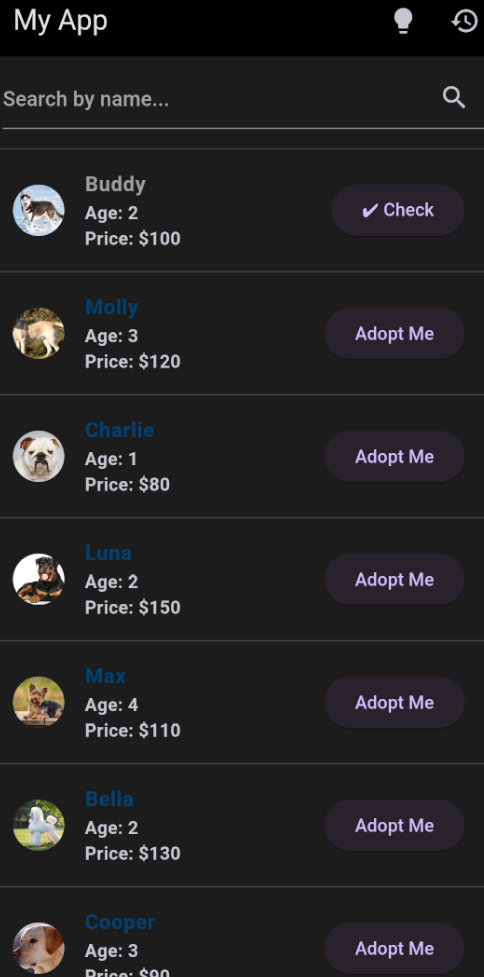 My App
Search by name...
Buddy
Age: 2
Price: $100
✔ Check
Molly
Age: 3
Price: $120
Adopt Me
Charlie
Age: 1
Price: $80
Adopt Me
Luna
Age: 2
Price: $150
Adopt Me
Max
Age: 4
Price: $110
Adopt Me
Bella
Age: 2
Price: $130
Adopt Me
Cooper
Age: 3
Price: $90
Adopt Me